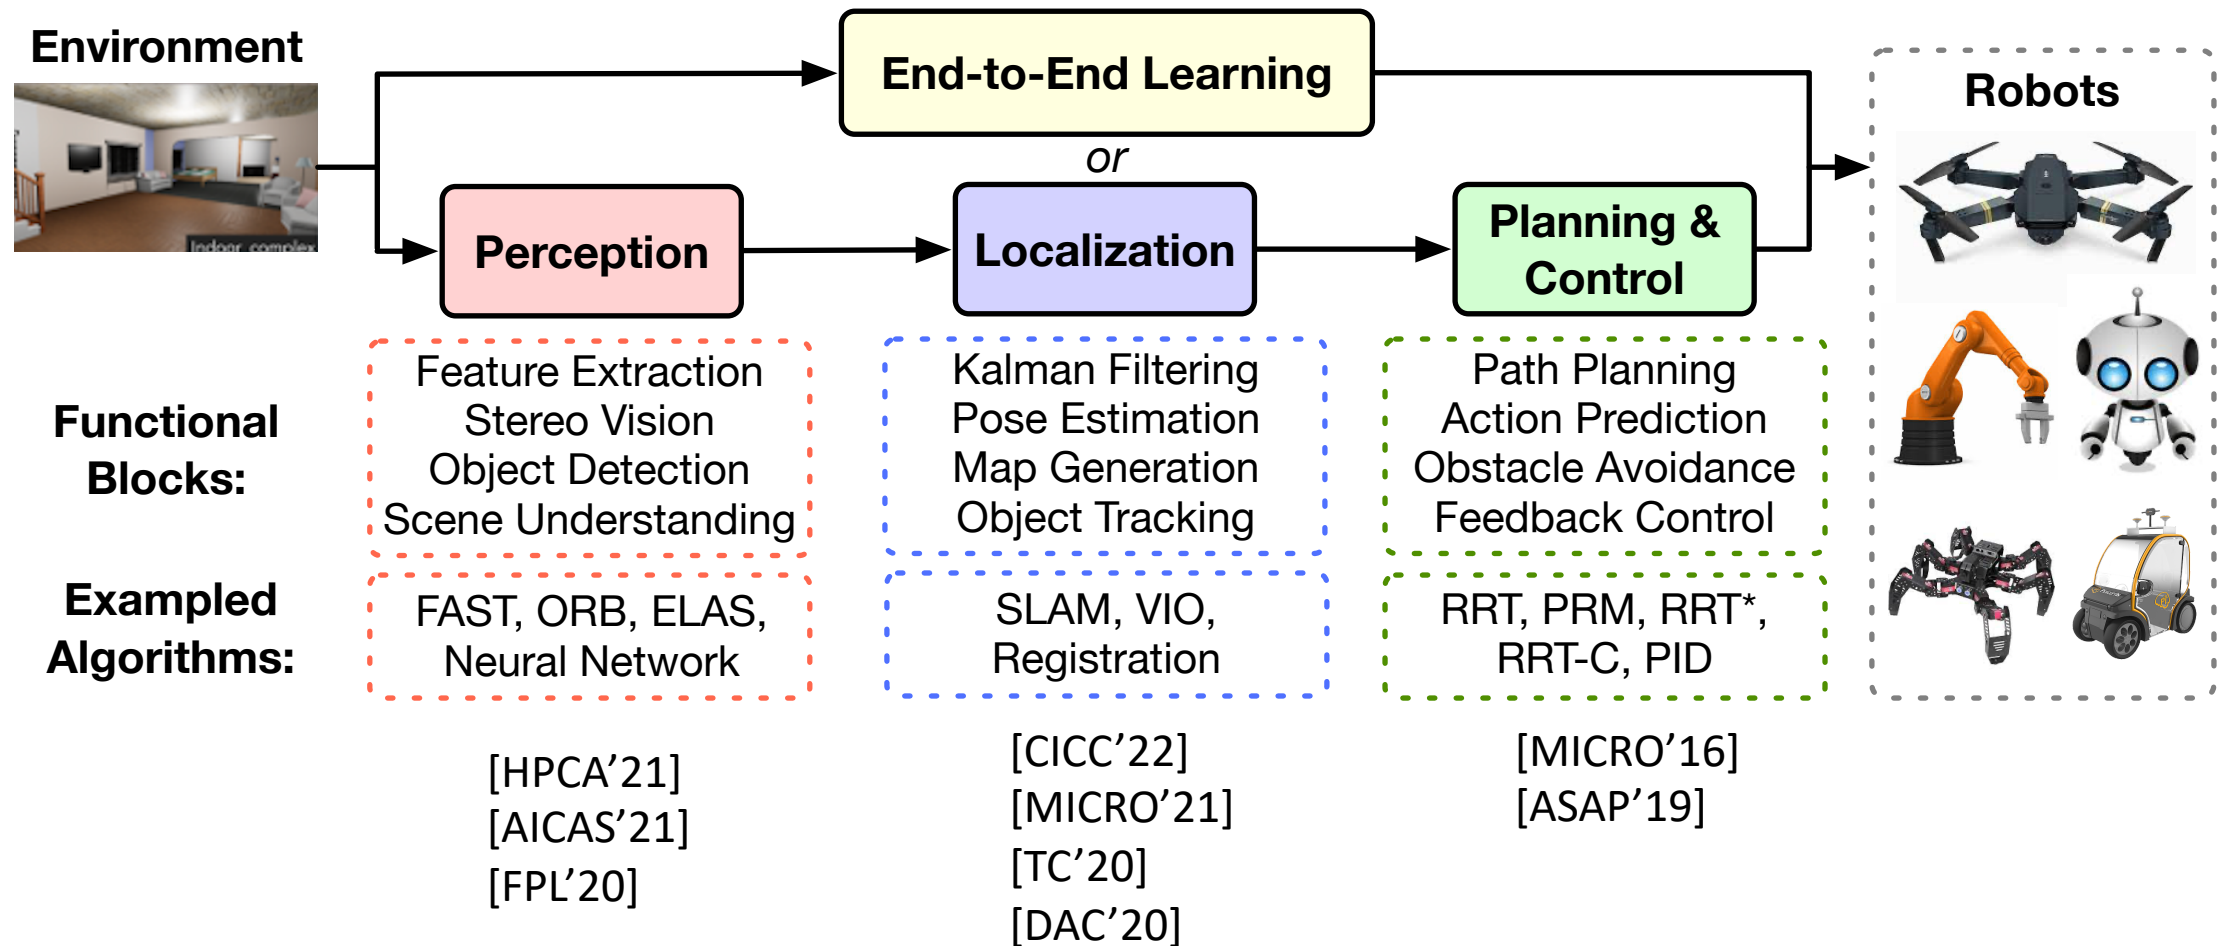 Environment
Indoor complex
End-to-End Learning
or
Perception
Localization
Planning &
Control
Robots
Functional
Blocks:
Feature Extraction
Stereo Vision
Object Detection
Scene Understanding
Kalman Filtering
Pose Estimation
Map Generation
Object Tracking
Path Planning
Action Prediction
Obstacle Avoidance
Feedback Control
Exampled
Algorithms:
FAST, ORB, ELAS,
Neural Network
SLAM, VIO,
Registration
RRT, PRM, RRT*,
RRT-C, PID
[HPCA’21]
[AICAS’21]
[FPL’20]
[CICC’22]
[MICRO’21]
[TC’20]
[DAC’20]
[MICRO’16]
[ASAP’19]